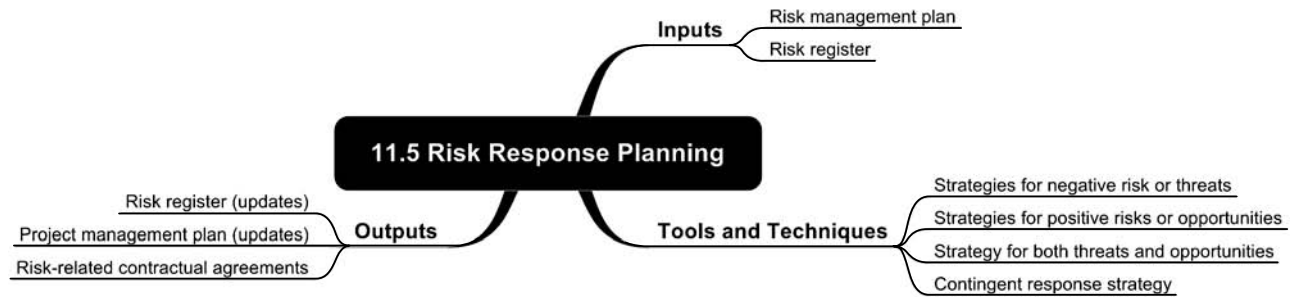 11.5 Risk Response Planning
Inputs
Risk management plan
Risk register
Tools and Techniques
Strategies for negative risk or threats
Strategies for positive risks or opportunities
Strategy for both threats and opportunities
Contingent response strategy
Outputs
Risk register (updates)
Project management plan (updates)
Risk-related contractual agreements